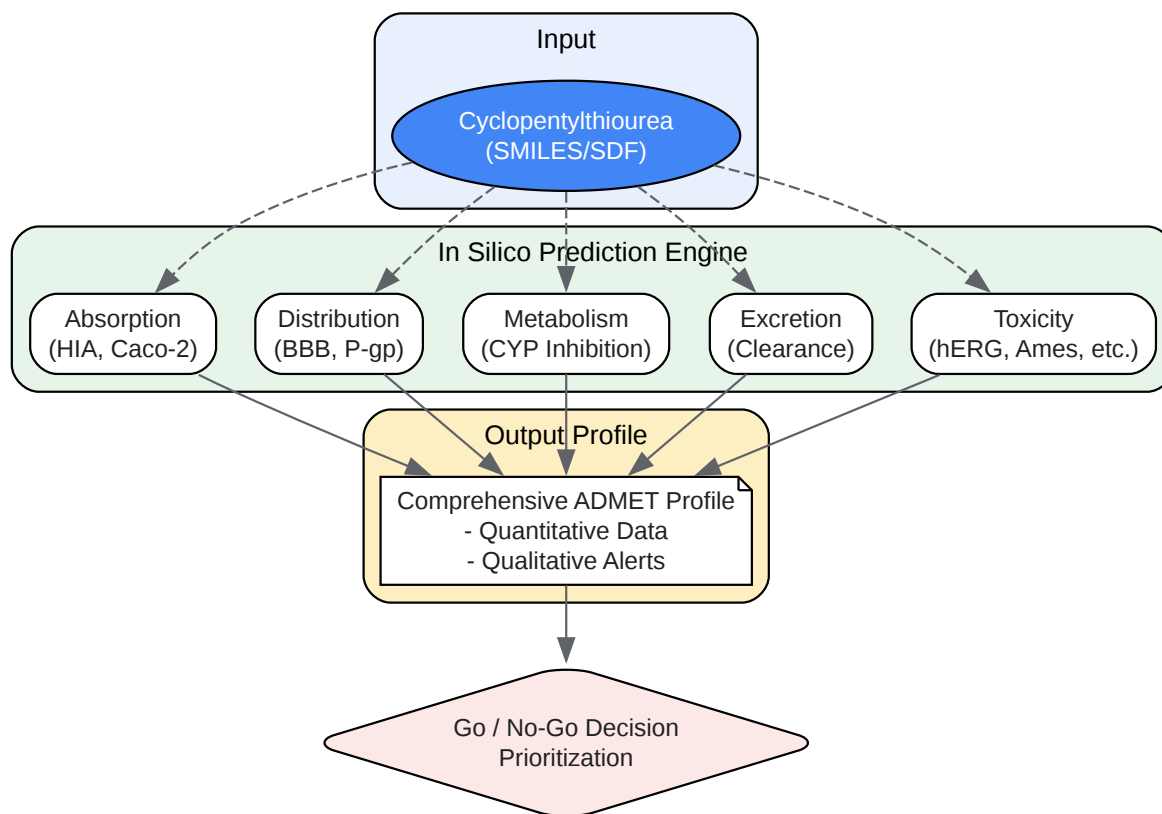 Input
Cyclopentylthiourea
(SMILES/SDF)
In Silico Prediction Engine
Absorption
(HIA, Caco-2)
Distribution
(BBB, P-gp)
Metabolism
(CYP Inhibition)
Excretion
(Clearance)
Toxicity
(hERG, Ames, etc.)
Output Profile
Comprehensive ADMET Profile
- Quantitative Data
- Qualitative Alerts
Go / No-Go Decision
Prioritization